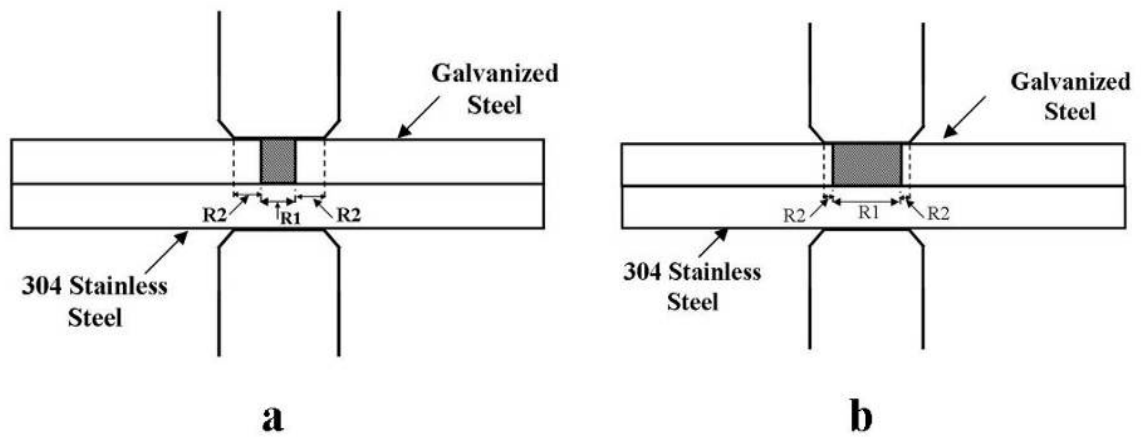 Galvanized
Steel
R2
R1
R2
304 Stainless
Steel
a
Galvanized
Steel
R2
R1
R2
304 Stainless
Steel
b